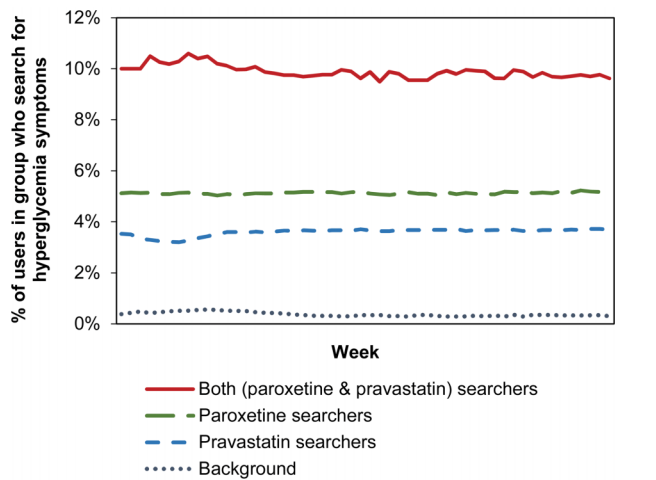 % of users in group who search for
hyperglycemia symptoms
12%
10%
8%
6%
4%
2%
0%
Week
Both (paroxetine & pravastatin) searchers
Paroxetine searchers
Pravastatin searchers
Background